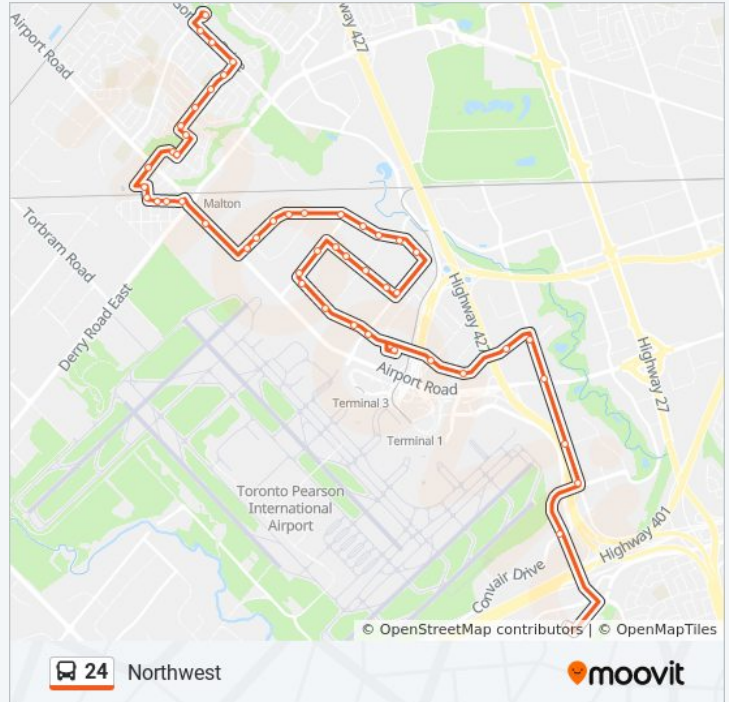 Airport Road
Highway 427
Malton
Torbram Road
Derry Road East
Highway 427
Highway 27
Airport Road
Terminal 3
Terminal 1
Toronto Pearson
International
Airport
Highway 401
Convair Drive
© OpenStreetMap contributors | © OpenMapTiles
24 Northwest
moovit